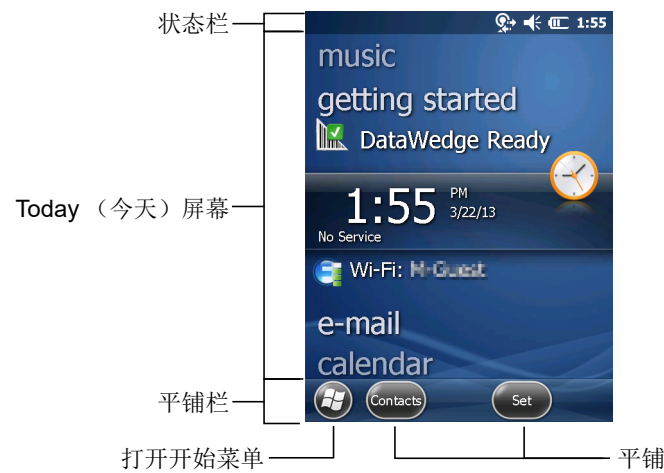 状态栏
1:55
music
getting started
DataWedge Ready
Today （今天）屏幕
1:55 PM
3/22/13
No Service
Wi-Fi:
e-mail
calendar
平铺栏
Contacts
Set
打开开始菜单
平铺